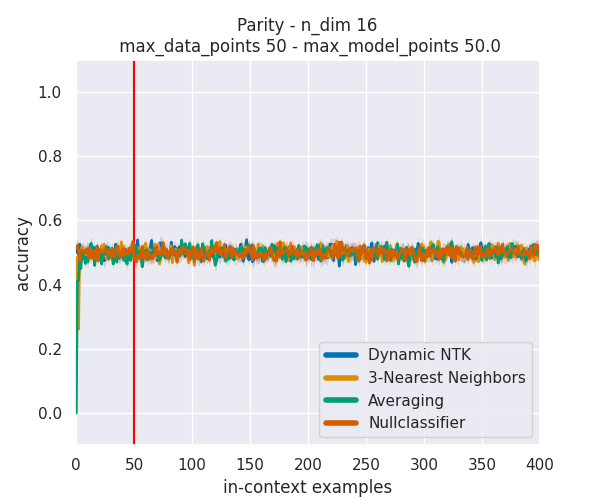 Parity - n_dim 16
max_data_points 50 - max_model_points 50.0
accuracy
1.0
0.8
0.6
0.4
0.2
0.0
0 50 100 150 200 250 300 350 400
in-context examples
Dynamic NTK
3-Nearest Neighbors
Averaging
Nullclassifier